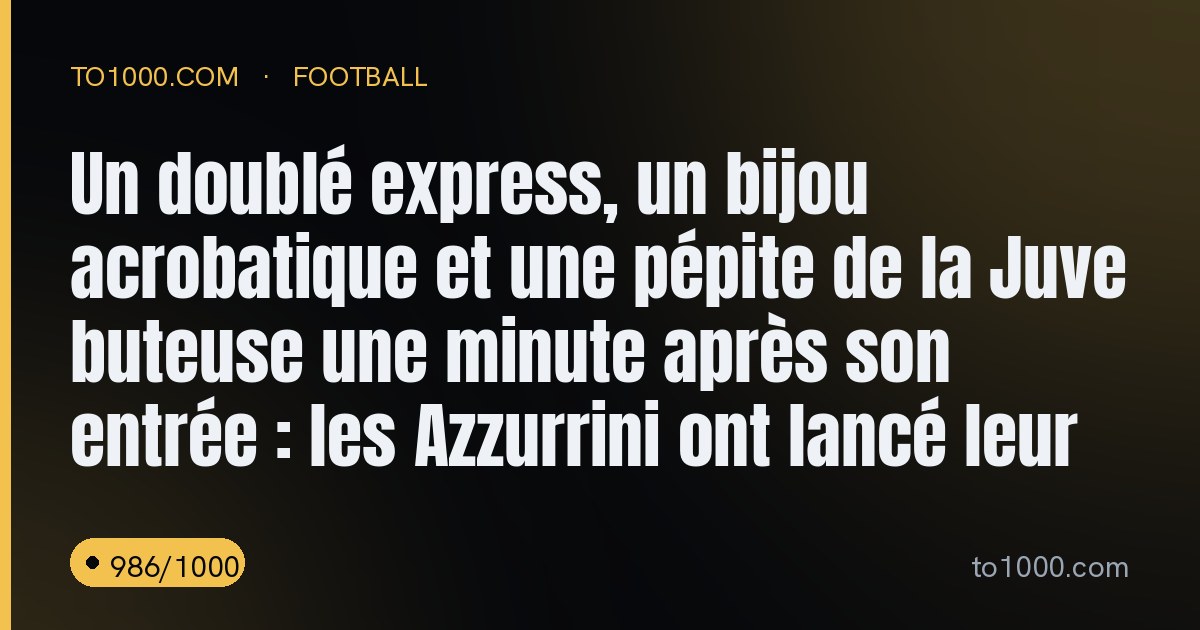 TO1000.COM · FOOTBALL
Un doublé express, un bijou
acrobatique et une pépite de la Juve
buteuse une minute après son
entrée : les Azzurrini ont lancé leur
986/1000
to1000.com